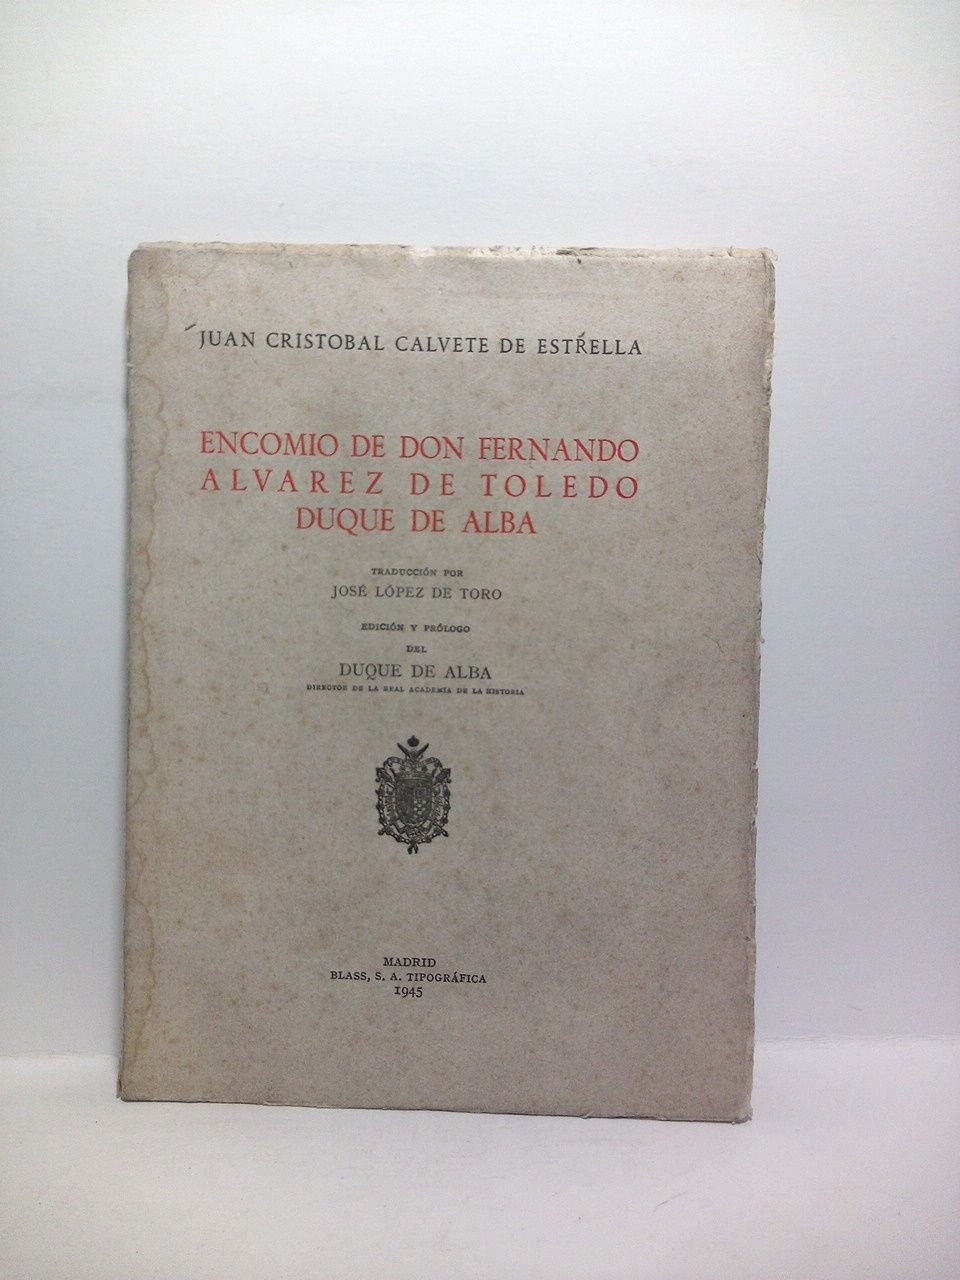 JUAN CRISTOBAL CALVETE DE ESTRELLA
ENCOMIO DE DON FERNANDO
ALVAREZ DE TOLEDO
DUQUE DE ALBA
TRADUCCIÓN POR
JOSÉ LÓPEZ DE TORO
EDICIÓN Y PRÓLOGO
DEL
DUQUE DE ALBA
DIRECTOR DE LA REAL ACADEMIA DE LA HISTORIA
MADRID
BLASS, S. A. TIPOGRÁFICA
1945